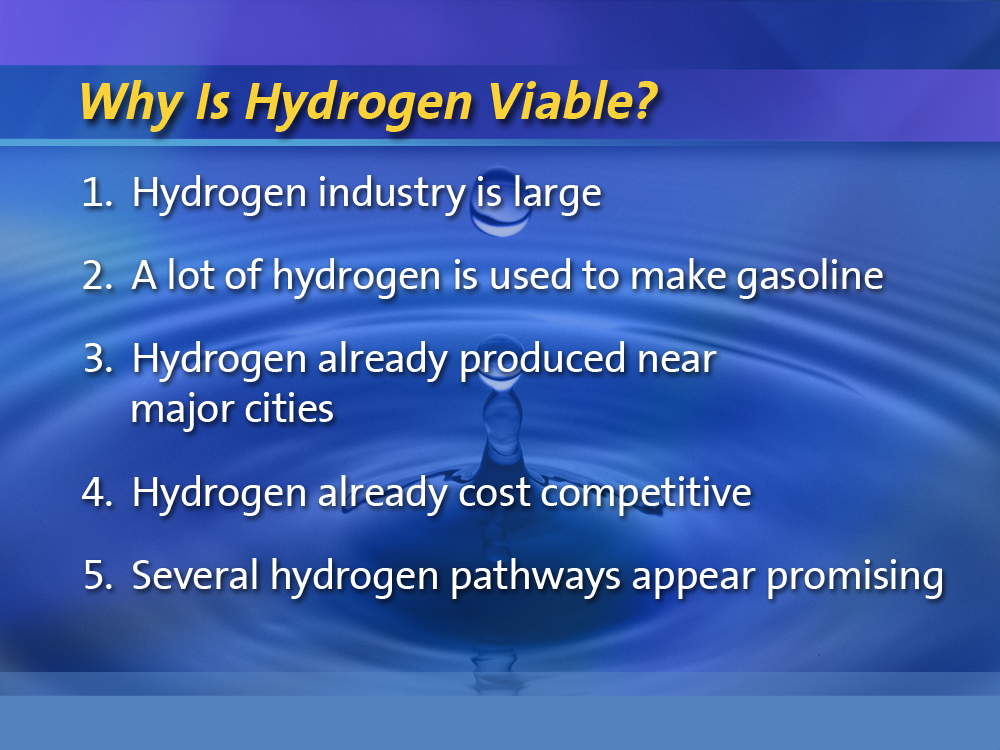 Why Is Hydrogen Viable?
1. Hydrogen industry is large
2. A lot of hydrogen is used to make gasoline
3. Hydrogen already produced near
major cities
4. Hydrogen already cost competitive
5. Several hydrogen pathways appear promising